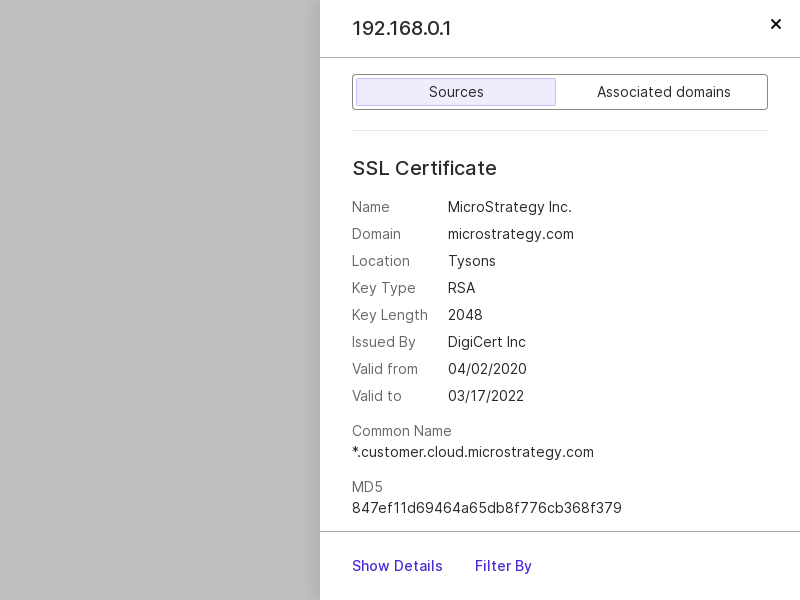 192.168.0.1
Sources Associated domains
SSL Certificate
Name MicroStrategy Inc.
Domain microstrategy.com
Location Tysons
Key Type RSA
Key Length 2048
Issued By DigiCert Inc
Valid from 04/02/2020
Valid to 03/17/2022
Common Name
*.customer.cloud.microstrategy.com
MD5
847ef11d69464a65db8f776cb368f379
Show Details Filter By